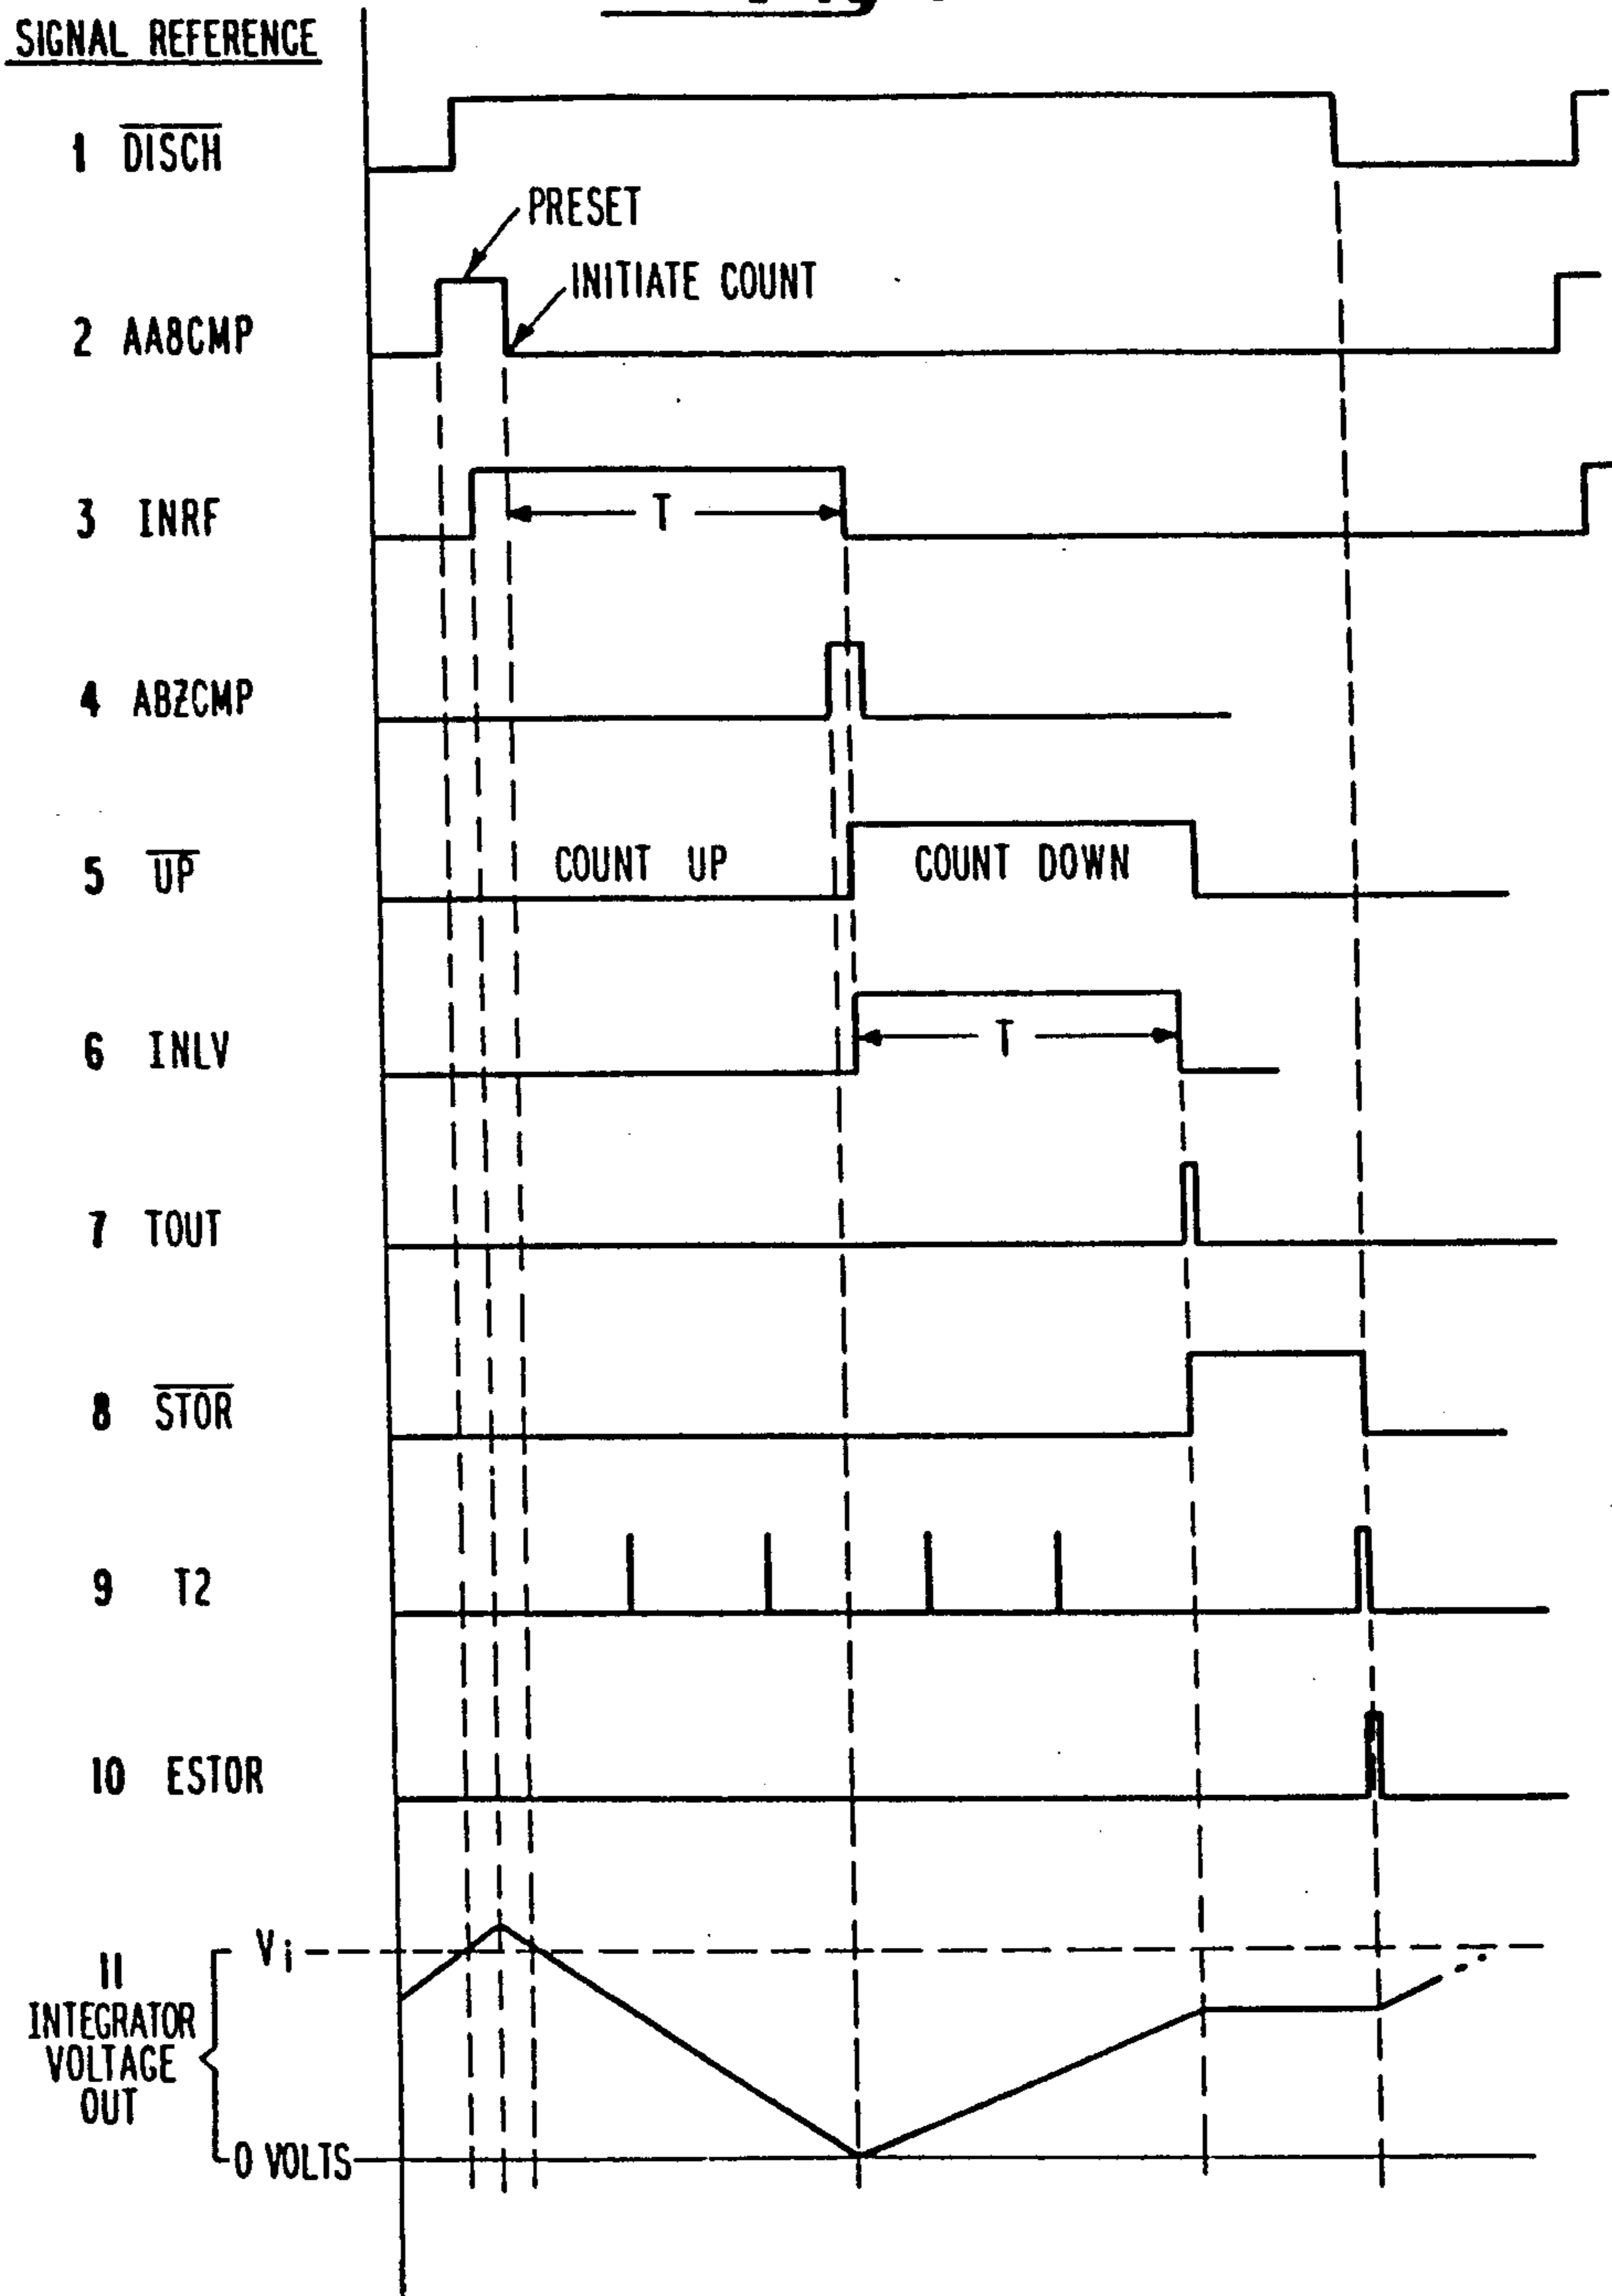 SIGNAL REFERENCE
1 DISCH
PRESET
INITIATE COUNT
2 AA8CMP
3 INRF
T
4 ABZCMP
5 UP
COUNT UP
COUNT DOWN
6 INLV
T
7 TOUT
8 STOR
9 T2
10 ESTOR
Vi
11
INTEGRATOR
VOLTAGE
OUT
0 VOLTS